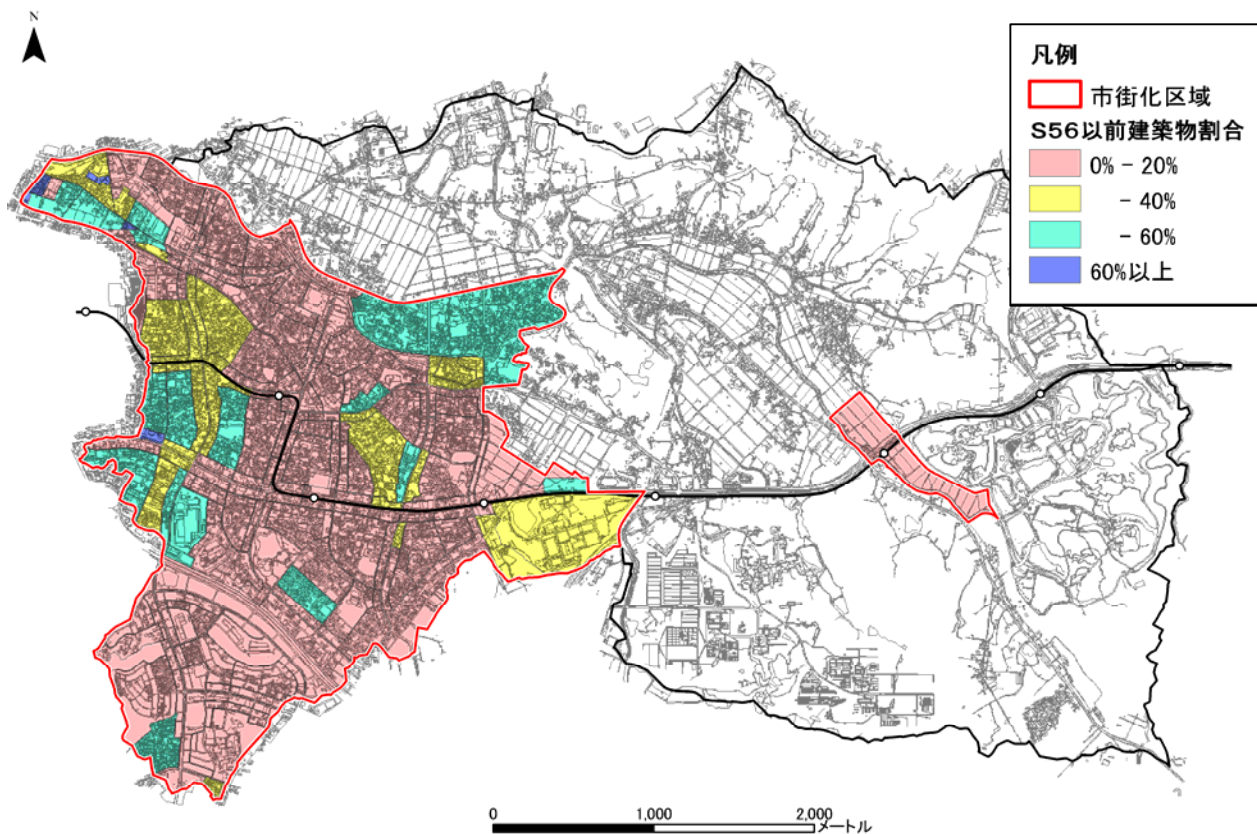 N
凡例
市街化区域
S56以前建築物割合
0% - 20%
- 40%
- 60%
60%以上
0 1,000 2,000
メートル